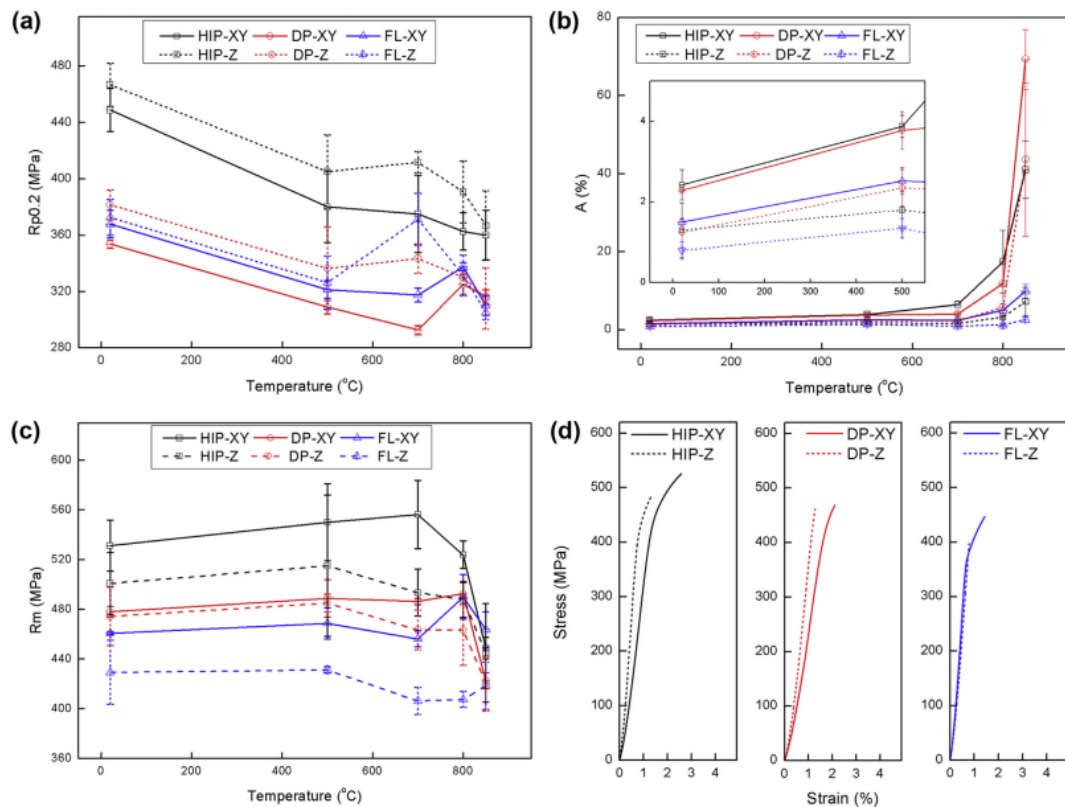 (a)
HIP-XY DP-XY FL-XY
HIP-Z DP-Z FL-Z
480
440
400
360
320
280
Rp0.2 (MPa)
0 200 400 600 800
Temperature (°C)
(b)
HIP-XY DP-XY FL-XY
HIP-Z DP-Z FL-Z
80
60
40
20
0
A (%)
4
2
0 100 200 300 400 500
0 200 400 600 800
Temperature (°C)
(c)
HIP-XY DP-XY FL-XY
HIP-Z DP-Z FL-Z
600
560
520
480
440
400
360
Rm (MPa)
0 200 400 600 800
Temperature (°C)
(d)
HIP-XY
HIP-Z
600
500
400
300
200
100
0
Stress (MPa)
0 1 2 3 4
DP-XY
DP-Z
600
500
400
300
200
100
0
0 1 2 3 4
FL-XY
FL-Z
600
500
400
300
200
100
0
0 1 2 3 4
Strain (%)